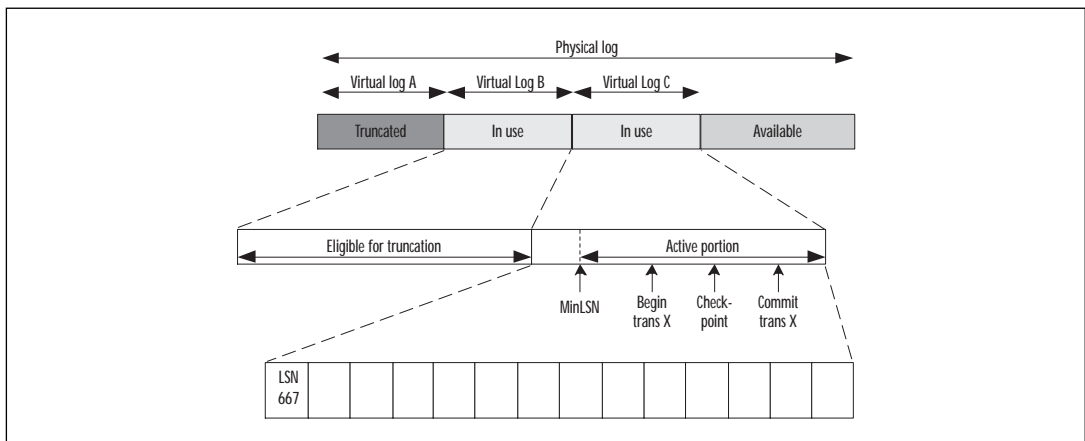 Physical log
Virtual log A
Virtual Log B
Virtual Log C
Truncated
In use
In use
Available
Eligible for truncation
Active portion
MinLSN
Begin
trans X
Check-
point
Commit
trans X
LSN
667